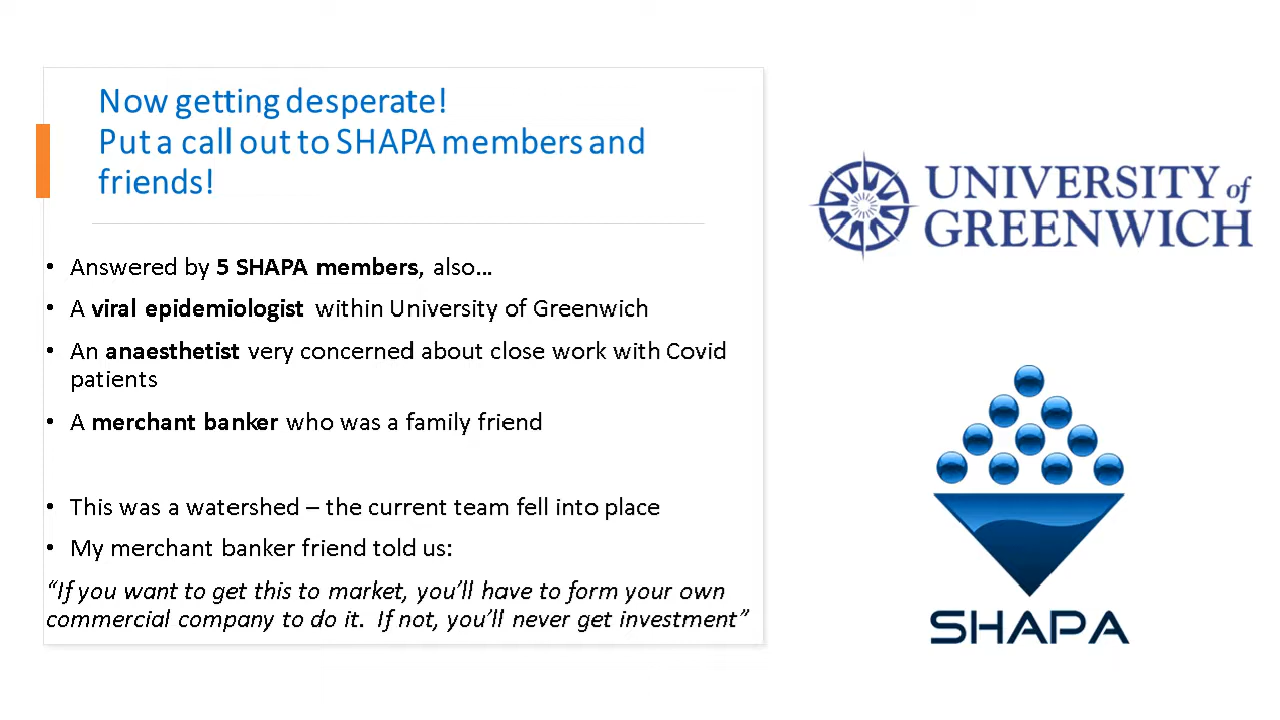 Now getting desperate!
Put a call out to SHAPA members and
friends!
• Answered by 5 SHAPA members, also…
• A viral epidemiologist within University of Greenwich
• An anaesthetist very concerned about close work with Covid
patients
• A merchant banker who was a family friend
• This was a watershed – the current team fell into place
• My merchant banker friend told us:
“If you want to get this to market, you’ll have to form your own
commercial company to do it. If not, you’ll never get investment”
UNIVERSITY of
GREENWICH
SHAPA